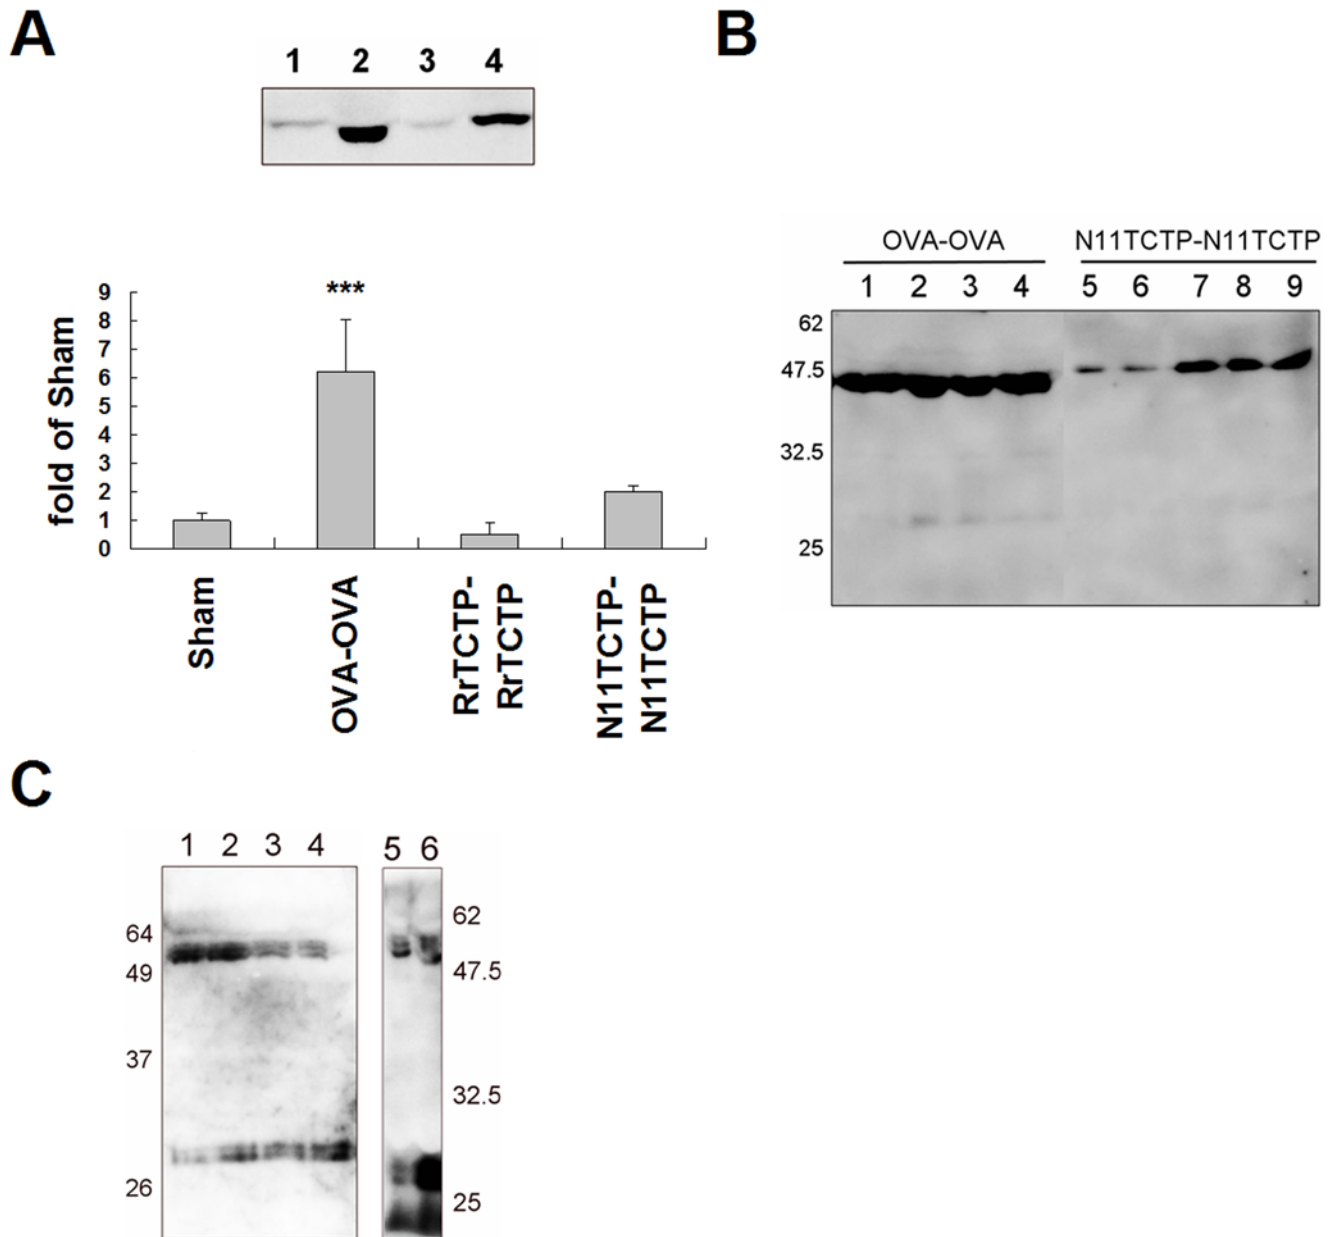 A
1 2 3 4
fold of Sham
9
8
7
6
5
4
3
2
1
0
***
Sham
OVA-OVA
RrTCTP-
RrTCTP
N11TCTP-
N11TCTP
B
OVA-OVA N11TCTP-N11TCTP
1 2 3 4 5 6 7 8 9
62
47.5
32.5
25
C
1 2 3 4
64
49
37
26
5 6
62
47.5
32.5
25